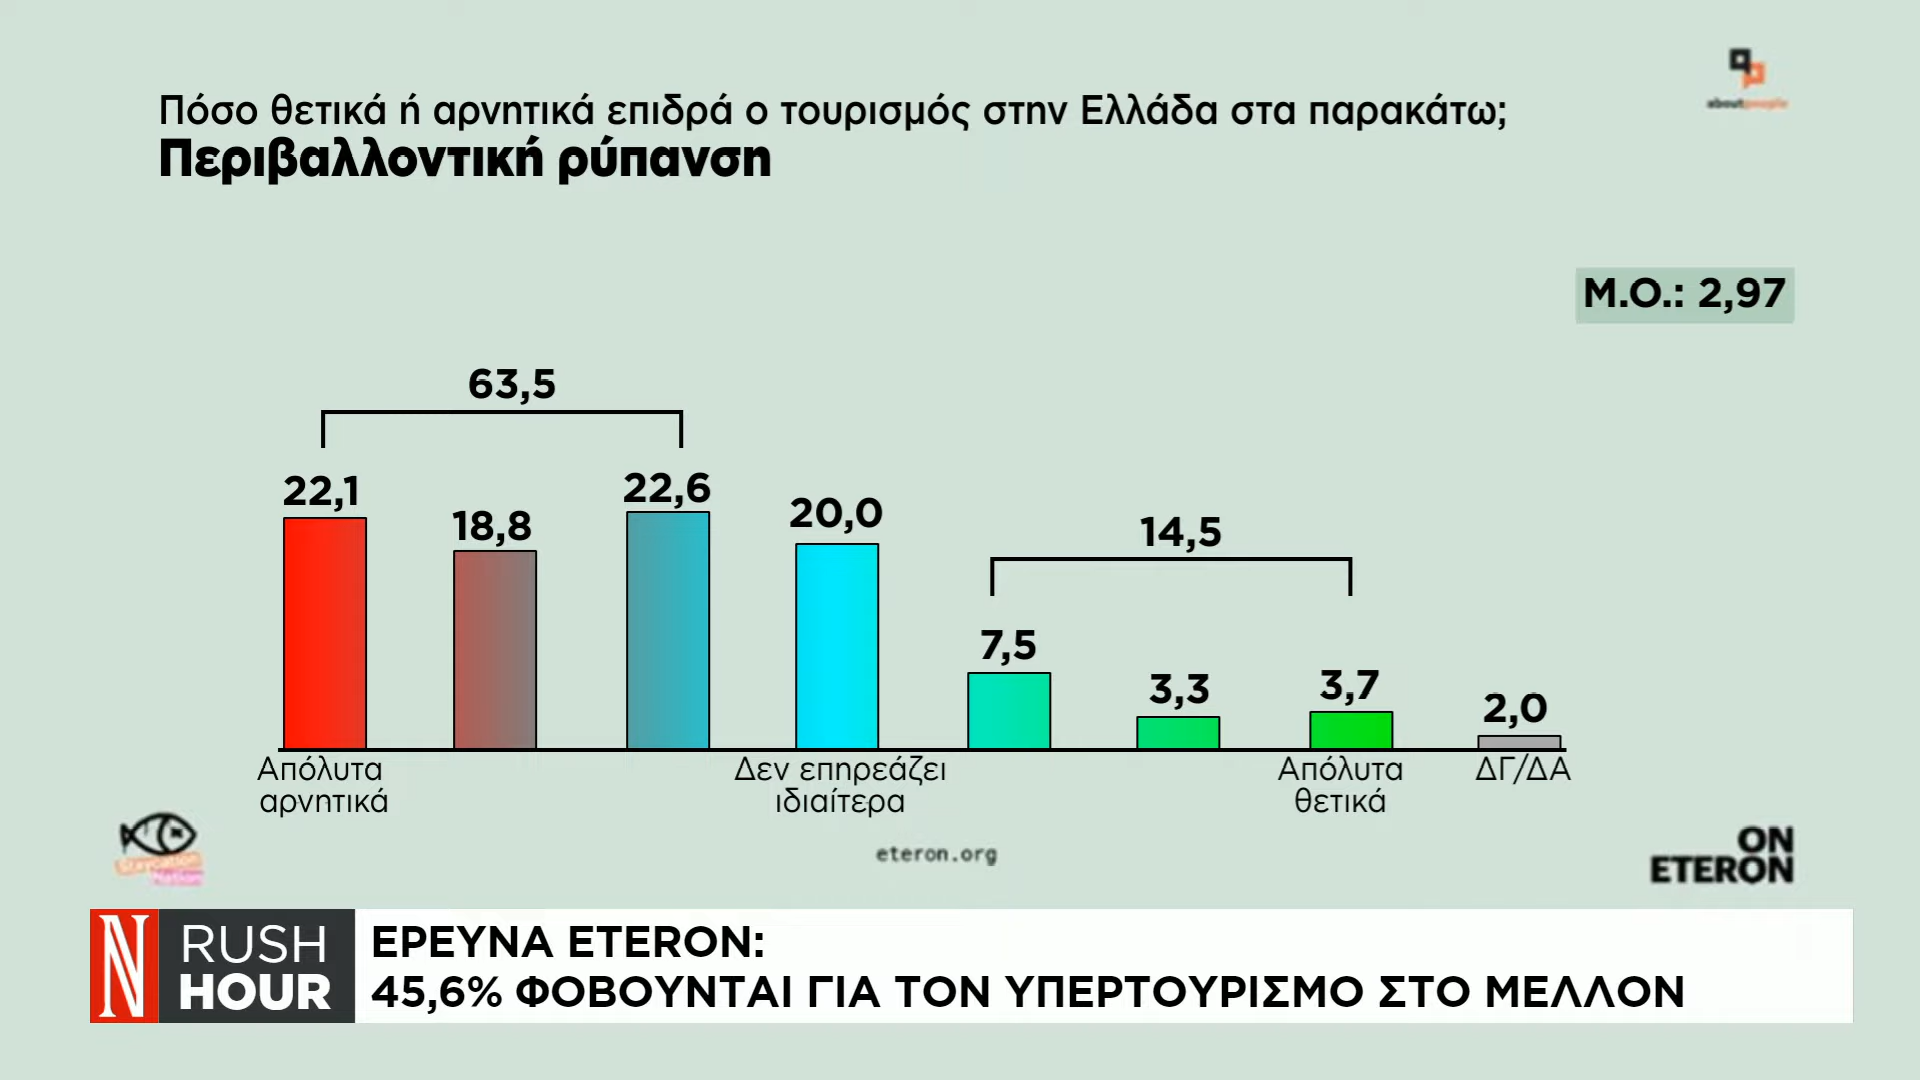 aboutpeople
Πόσο θετικά ή αρνητικά επιδρά ο τουρισμός στην Ελλάδα στα παρακάτω;
Περιβαλλοντική ρύπανση
Μ.Ο.: 2,97
63,5
22,1
18,8
22,6
20,0
14,5
7,5
3,3
3,7
2,0
Απόλυτα
αρνητικά
Δεν επηρεάζει
ιδιαίτερα
Απόλυτα
θετικά
ΔΓ/ΔΑ
Staycation
Nation
eteron.org
ON
ETERON
N RUSH
HOUR
ΕΡΕΥΝΑ ETERON:
45,6% ΦΟΒΟΥΝΤΑΙ ΓΙΑ ΤΟΝ ΥΠΕΡΤΟΥΡΙΣΜΟ ΣΤΟ ΜΕΛΛΟΝ